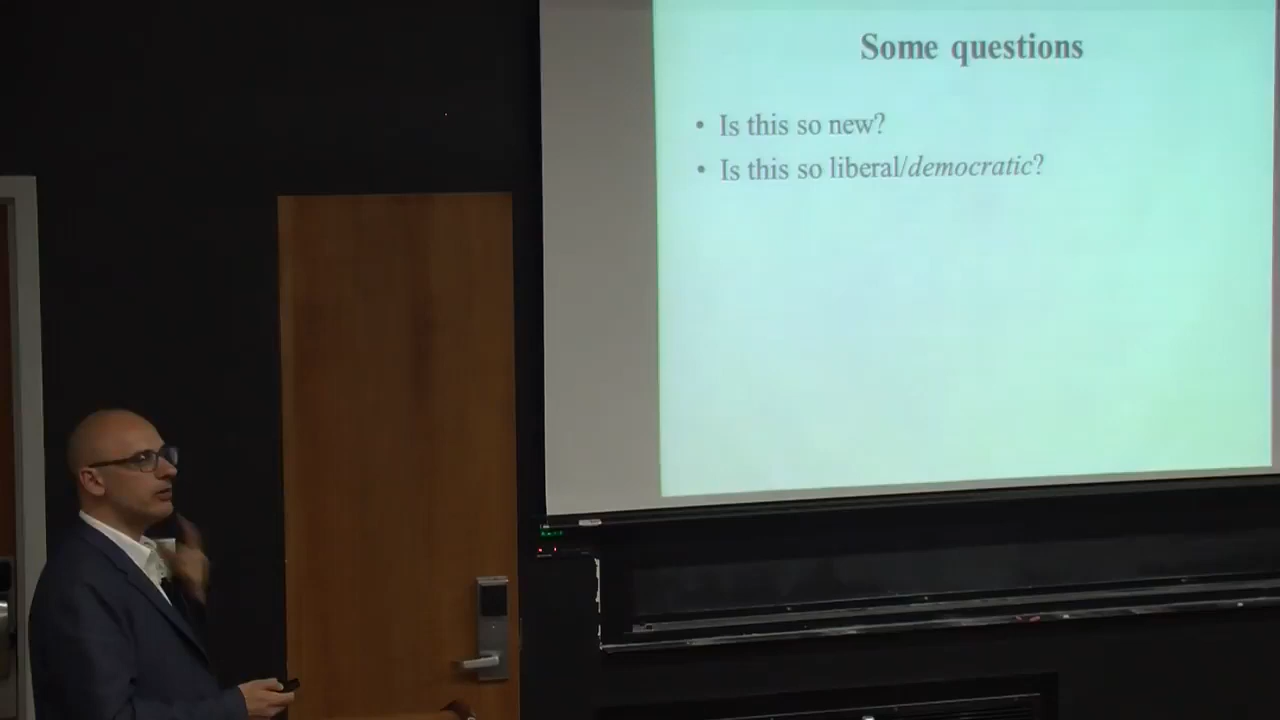 Some questions
• Is this so new?
• Is this so liberal/democratic?